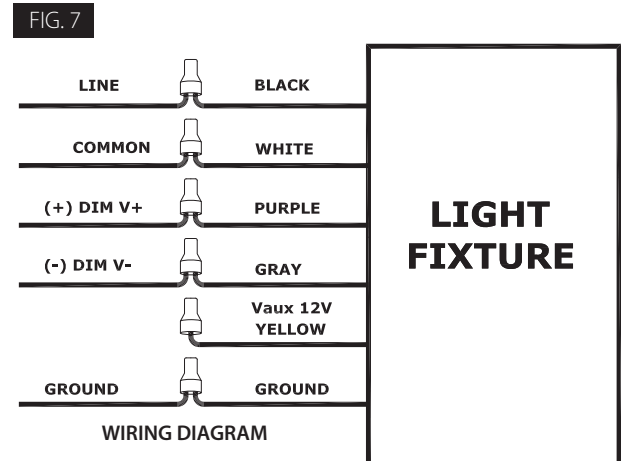 FIG. 7
LINE BLACK
COMMON WHITE
(+) DIM V+ PURPLE
(-) DIM V- GRAY
Vaux 12V
YELLOW
GROUND GROUND
LIGHT
FIXTURE
WIRING DIAGRAM